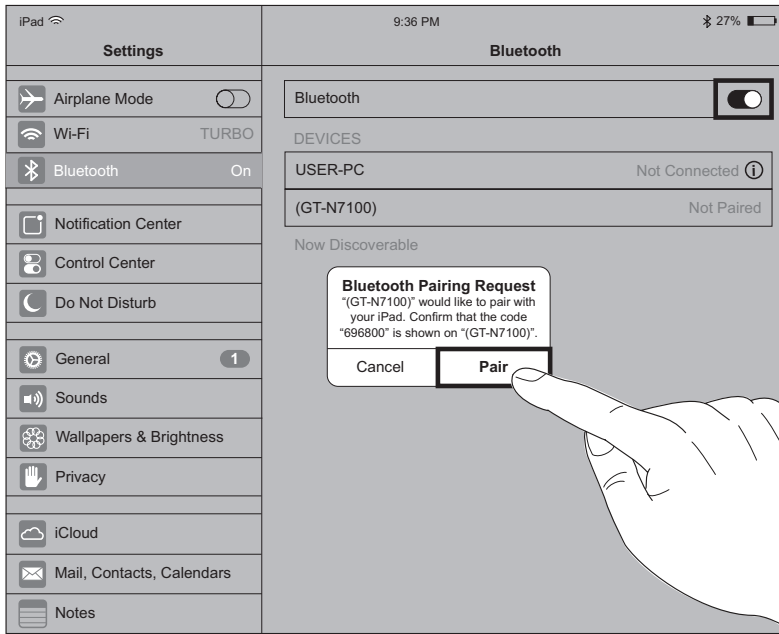 iPad
9:36 PM
27%
Settings
Bluetooth
Airplane Mode
Wi-Fi TURBO
Bluetooth On
Notification Center
Control Center
Do Not Disturb
General 1
Sounds
Wallpapers & Brightness
Privacy
iCloud
Mail, Contacts, Calendars
Notes
Bluetooth
DEVICES
USER-PC Not Connected i
(GT-N7100) Not Paired
Now Discoverable
Bluetooth Pairing Request
“(GT-N7100)” would like to pair with
your iPad. Confirm that the code
“696800” is shown on “(GT-N7100)”.
Cancel Pair